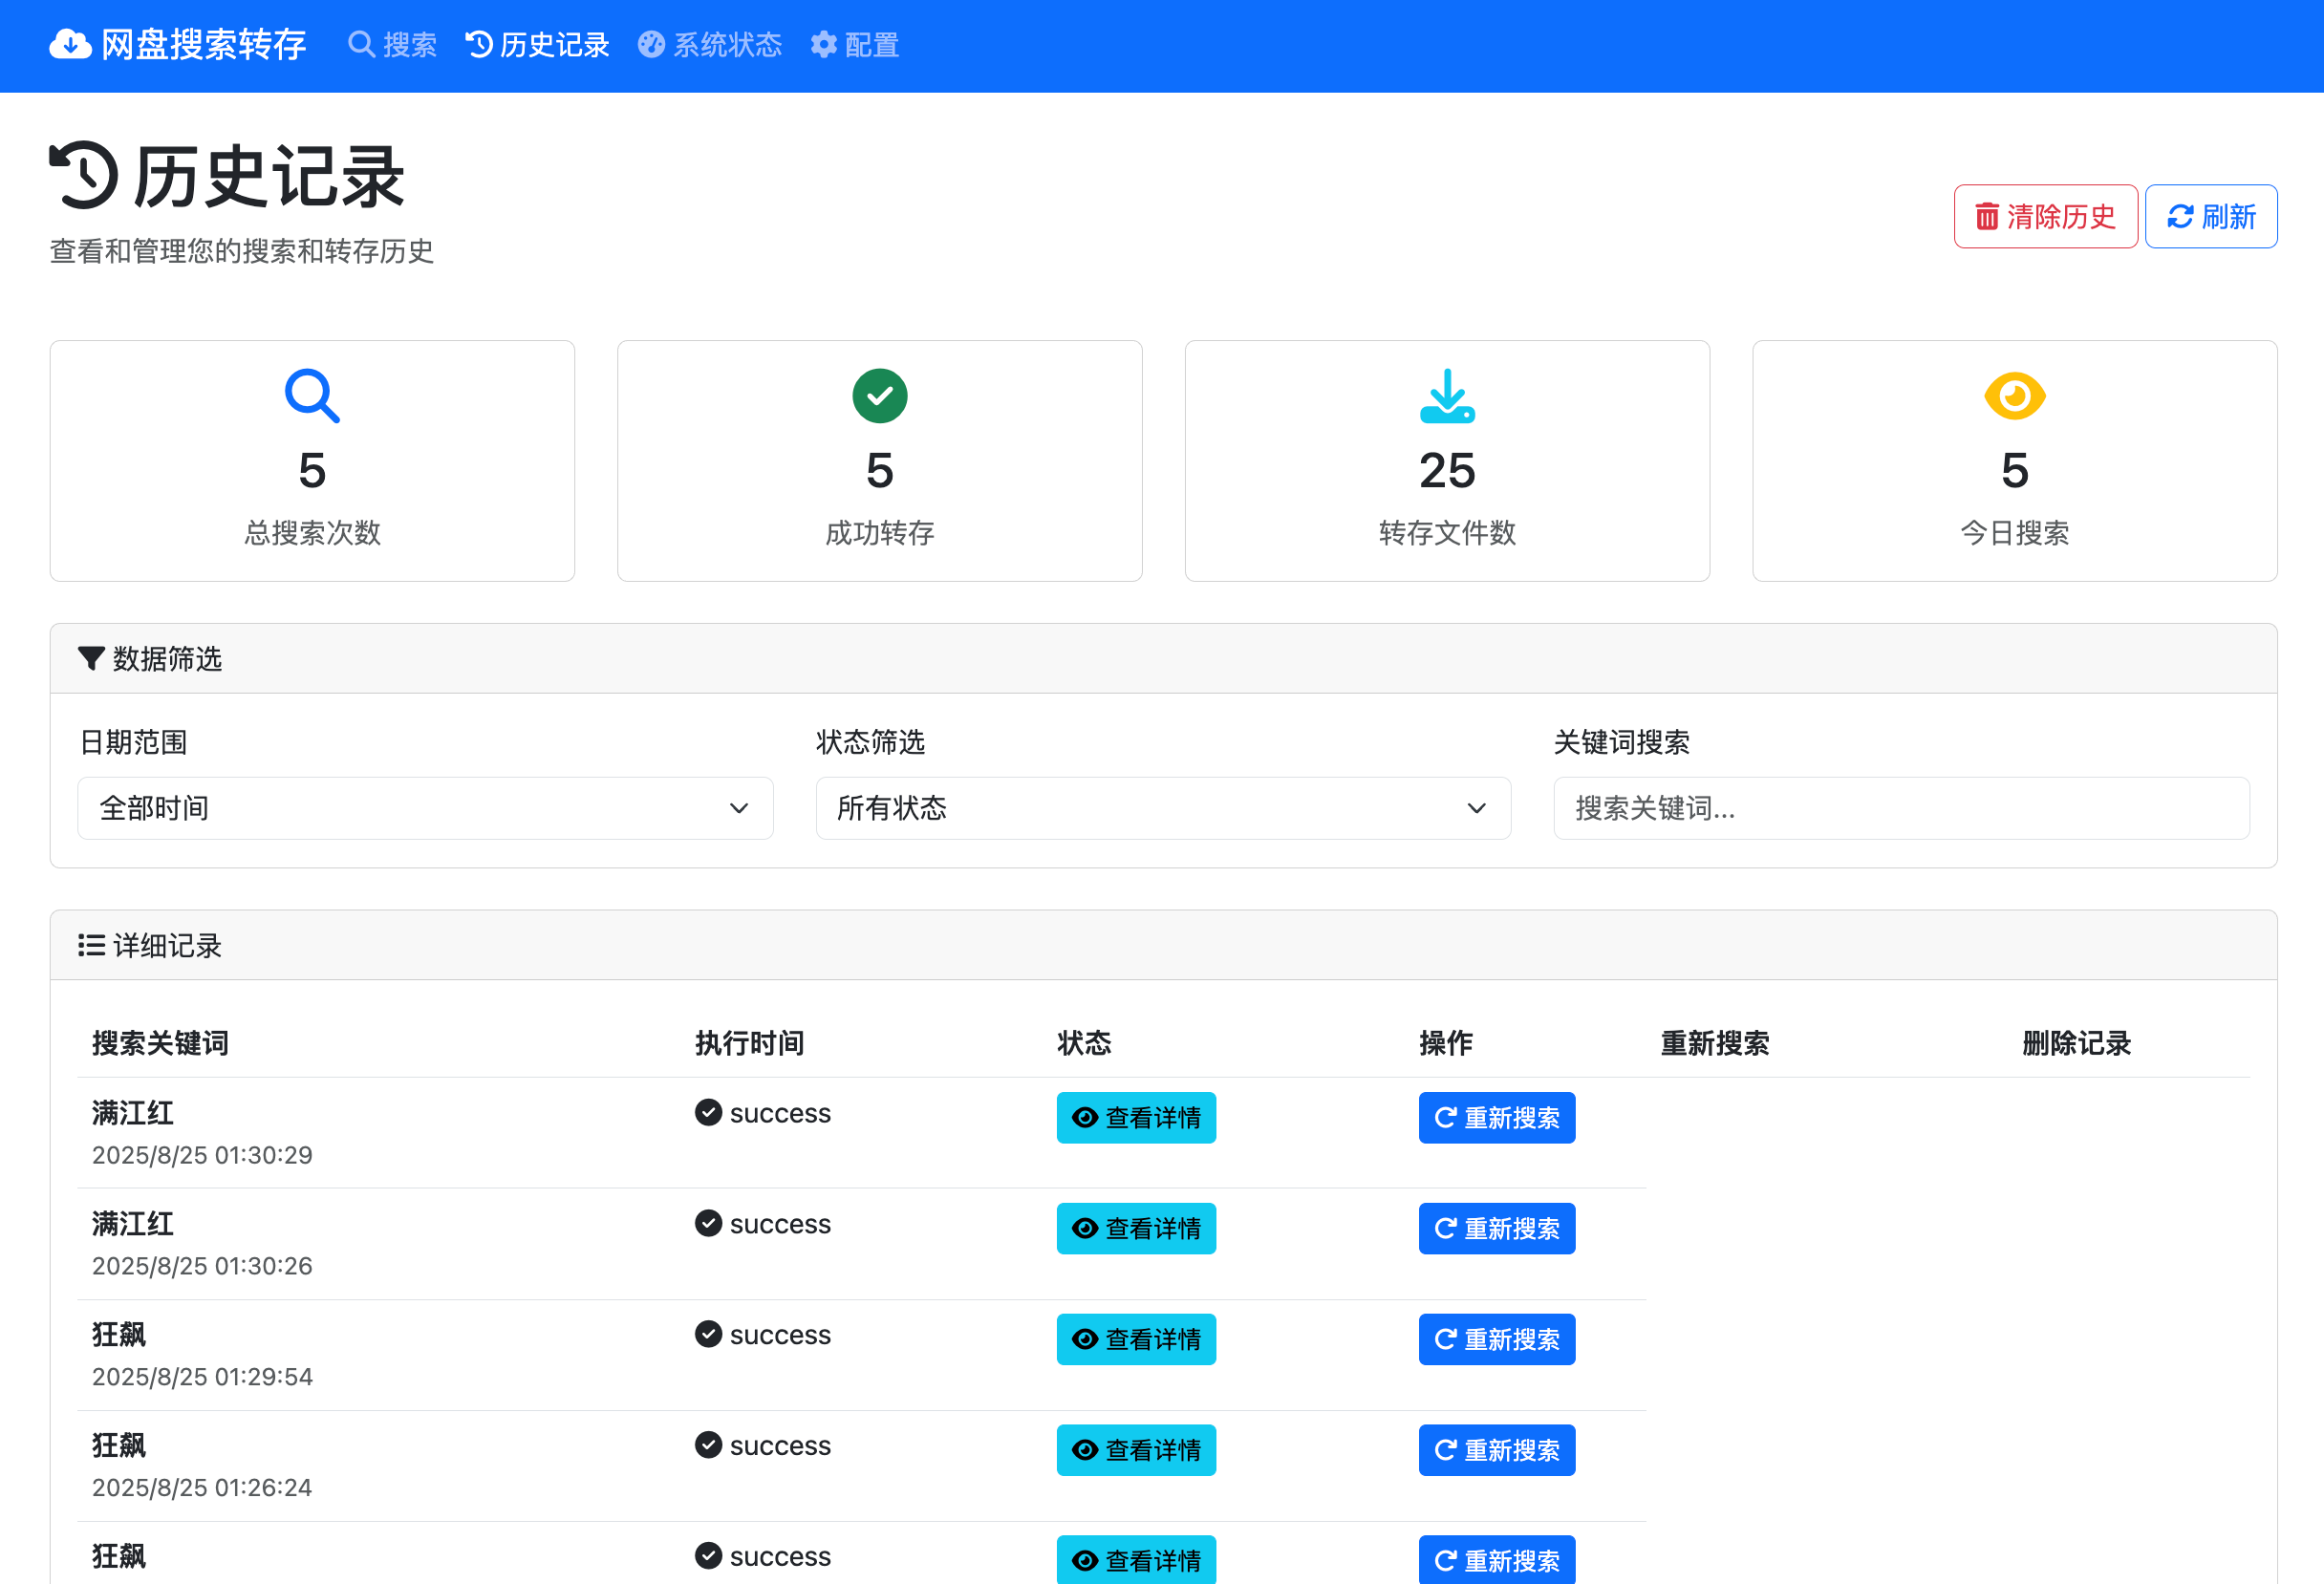 网盘搜索转存 搜索 历史记录 系统状态 配置
历史记录
查看和管理您的搜索和转存历史
清除历史 刷新
5 5 25 5
总搜索次数 成功转存 转存文件数 今日搜索
数据筛选
日期范围 状态筛选 关键词搜索
全部时间 所有状态 搜索关键词...
详细记录
搜索关键词 执行时间 状态 操作 重新搜索 删除记录
满江红 success 查看详情 重新搜索
2025/8/25 01:30:29
满江红 success 查看详情 重新搜索
2025/8/25 01:30:26
狂飙 success 查看详情 重新搜索
2025/8/25 01:29:54
狂飙 success 查看详情 重新搜索
2025/8/25 01:26:24
狂飙 success 查看详情 重新搜索